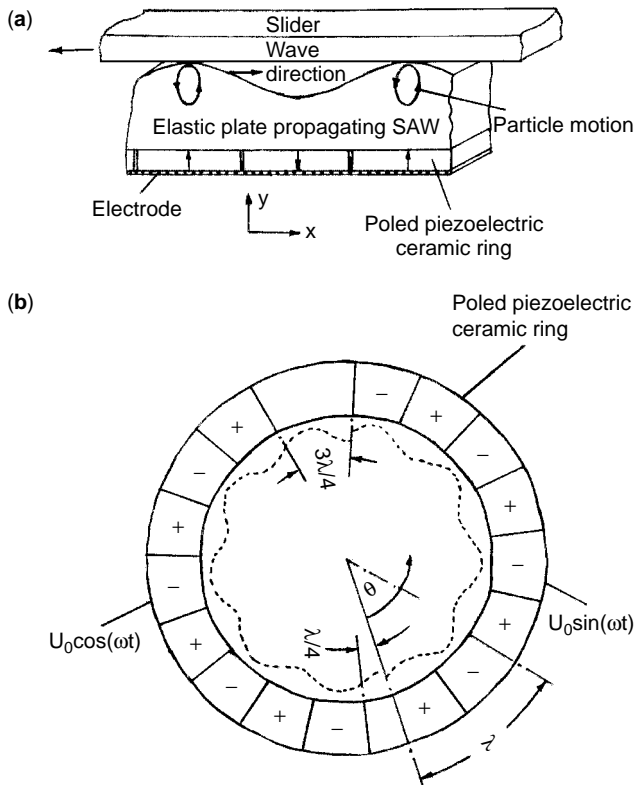 (a)
Slider
Wave
direction
Elastic plate propagating SAW
Particle motion
Electrode
y
x
Poled piezoelectric
ceramic ring
(b)
Poled piezoelectric
ceramic ring
−
+
+
−
−
+
3λ/4
+
−
−
θ
U₀cos(ωt)
U₀sin(ωt)
+
+
λ/4
−
−
+
+
−
λ